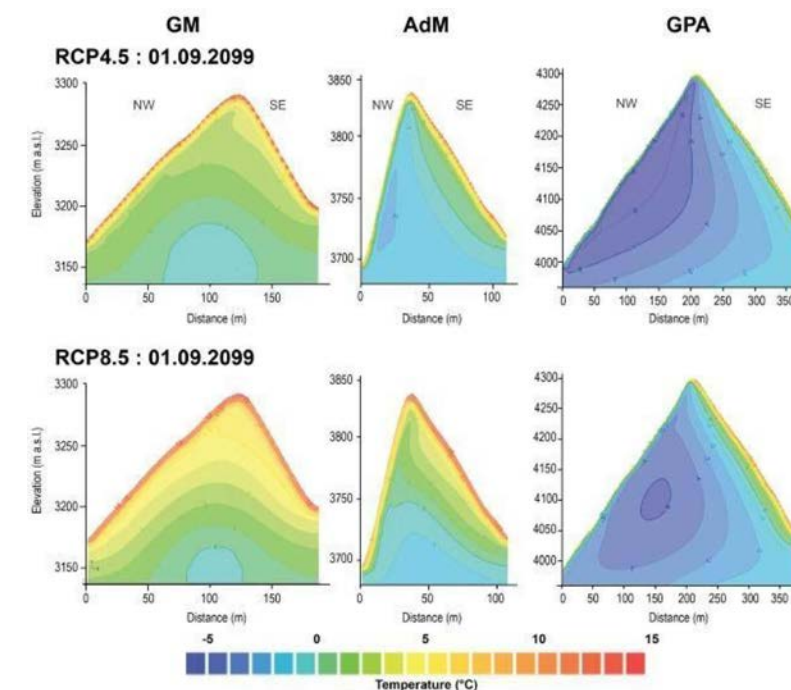 GM AdM GPA
RCP4.5 : 01.09.2099
3300 3250 3200 3150
Elevation (m a.s.l.)
NW SE
0 50 100 150
Distance (m)
3850 3800 3750 3700
NW SE
0 50 100
Distance (m)
4300 4250 4200 4150 4100 4050 4000
NW SE
0 50 100 150 200 250 300 350
Distance (m)
RCP8.5 : 01.09.2099
3300 3250 3200 3150
Elevation (m a.s.l.)
0 50 100 150
Distance (m)
3850 3800 3750 3700
0 50 100
Distance (m)
4300 4250 4200 4150 4100 4050 4000
0 50 100 150 200 250 300 350
Distance (m)
-5 0 5 10 15
Temperature (°C)